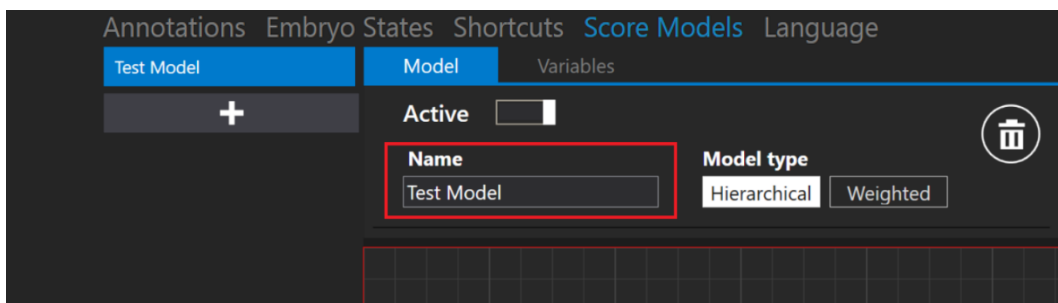 Annotations Embryo States Shortcuts Score Models Language
Test Model
Model Variables
Active
Name
Test Model
Model type
Hierarchical Weighted